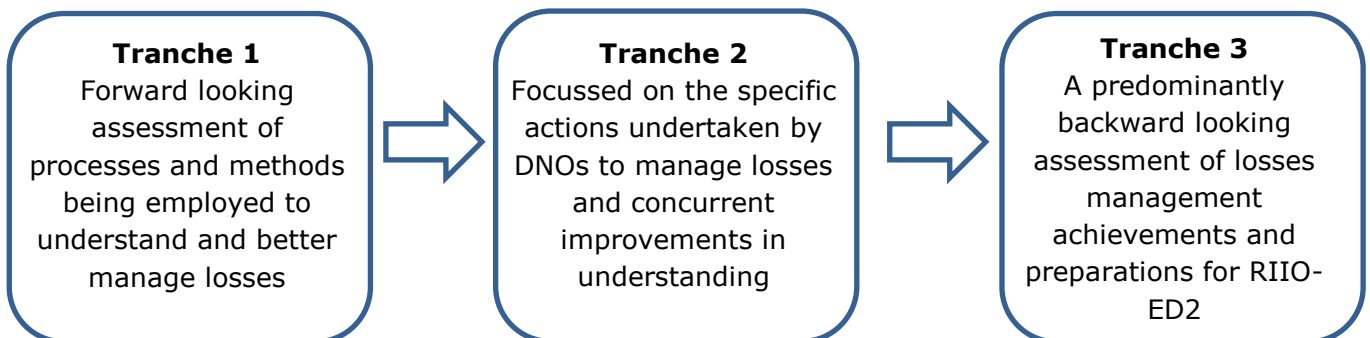 Tranche 1
Forward looking
assessment of
processes and methods
being employed to
understand and better
manage losses
Tranche 2
Focussed on the specific
actions undertaken by
DNOs to manage losses
and concurrent
improvements in
understanding
Tranche 3
A predominantly
backward looking
assessment of losses
management
achievements and
preparations for RIIO-
ED2